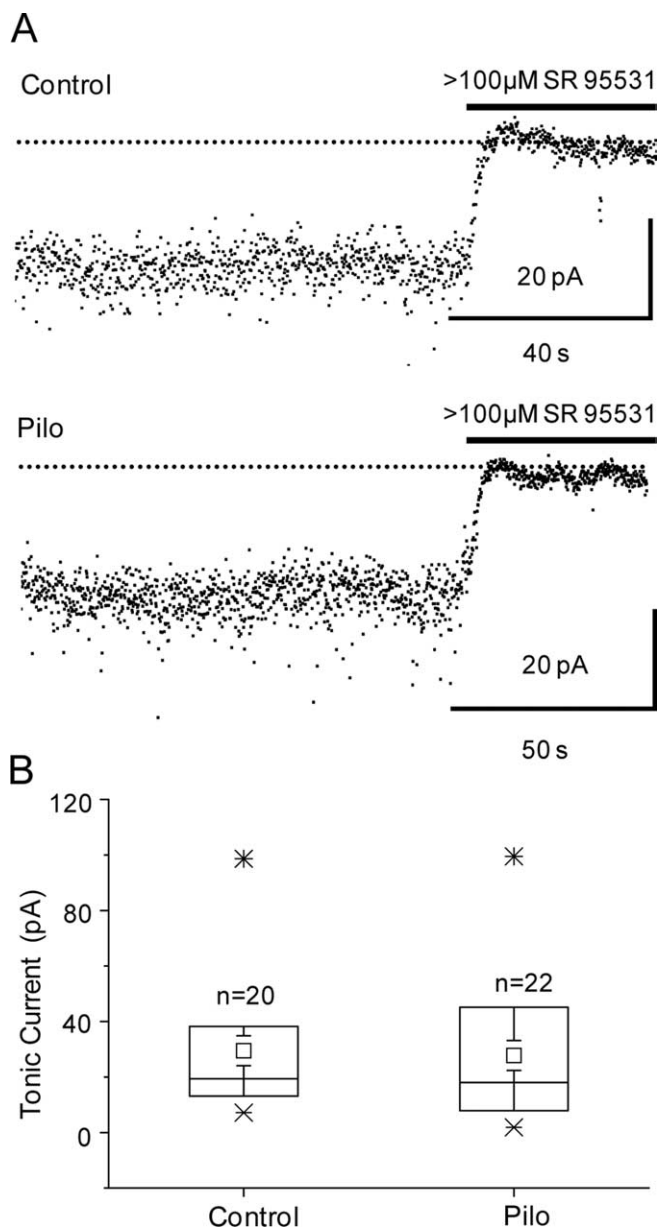 A
Control
>100µM SR 95531
20 pA
40 s
Pilo
>100µM SR 95531
20 pA
50 s
B
Tonic Current (pA)
120
80
40
0
n=20
n=22
Control
Pilo